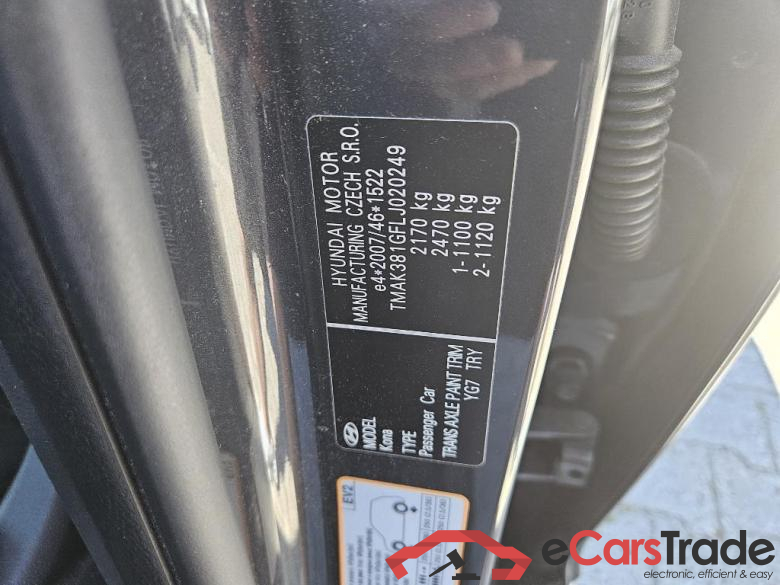 HYUNDAI MOTOR
MANUFACTURING CZECH S.R.O.
e4*2007/46*1522
TMAK381GFLJ020249
2170 kg
2470 kg
1-1100 kg
2-1120 kg
MODEL
Kona
TYPE
Passenger Car
TRANS AXLE PAINT TRIM
YG7 TRY
EV2
eCarsTrade
electronic, efficient & easy